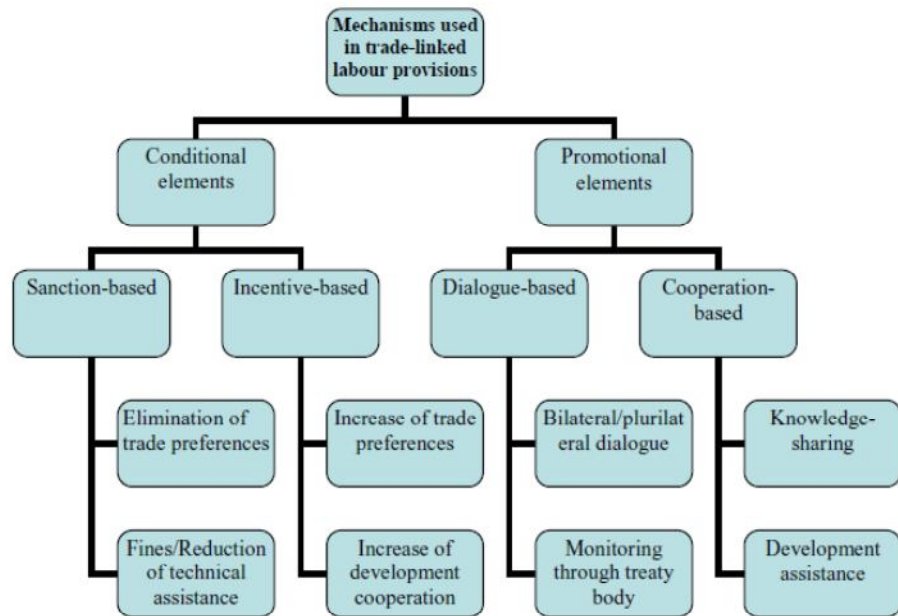 Mechanisms used
in trade-linked
labour provisions
Conditional
elements
Promotional
elements
Sanction-based
Incentive-based
Dialogue-based
Cooperation-
based
Elimination of
trade preferences
Increase of trade
preferences
Bilateral/plurilat
eral dialogue
Knowledge-
sharing
Fines/Reduction
of technical
assistance
Increase of
development
cooperation
Monitoring
through treaty
body
Development
assistance